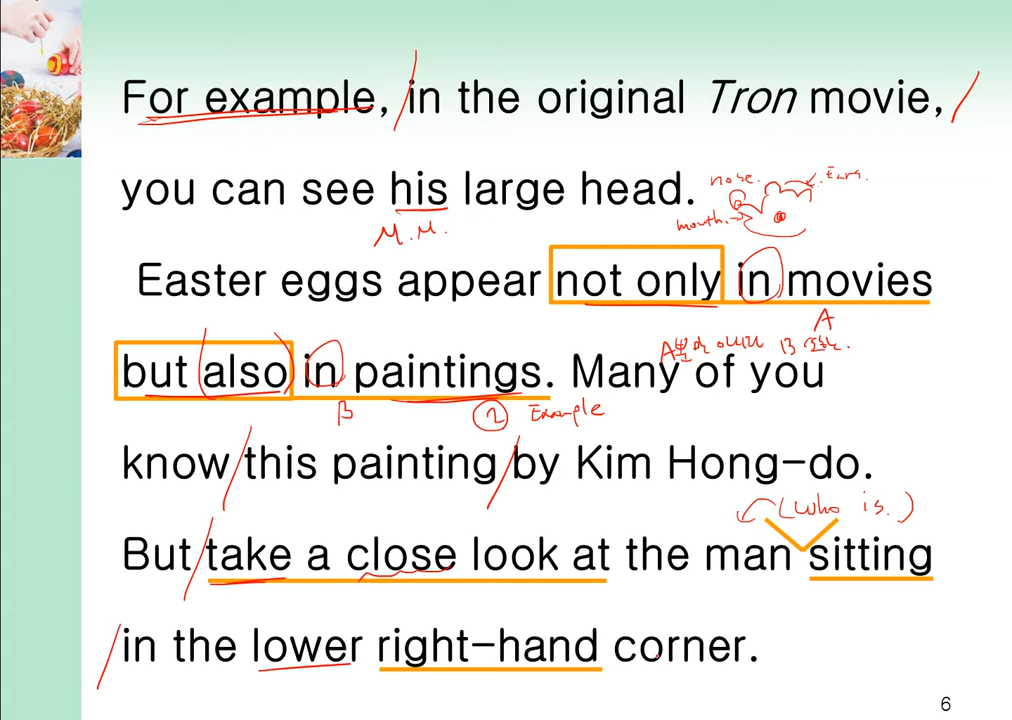 For example, in the original Tron movie,
you can see his large head.
nose.
Ears.
mouth.
M.M.
Easter eggs appear not only in movies
A
but also in paintings. Many of you
B
② Example
know this painting by Kim Hong-do.
(who is.)
But take a close look at the man sitting
in the lower right-hand corner.
6